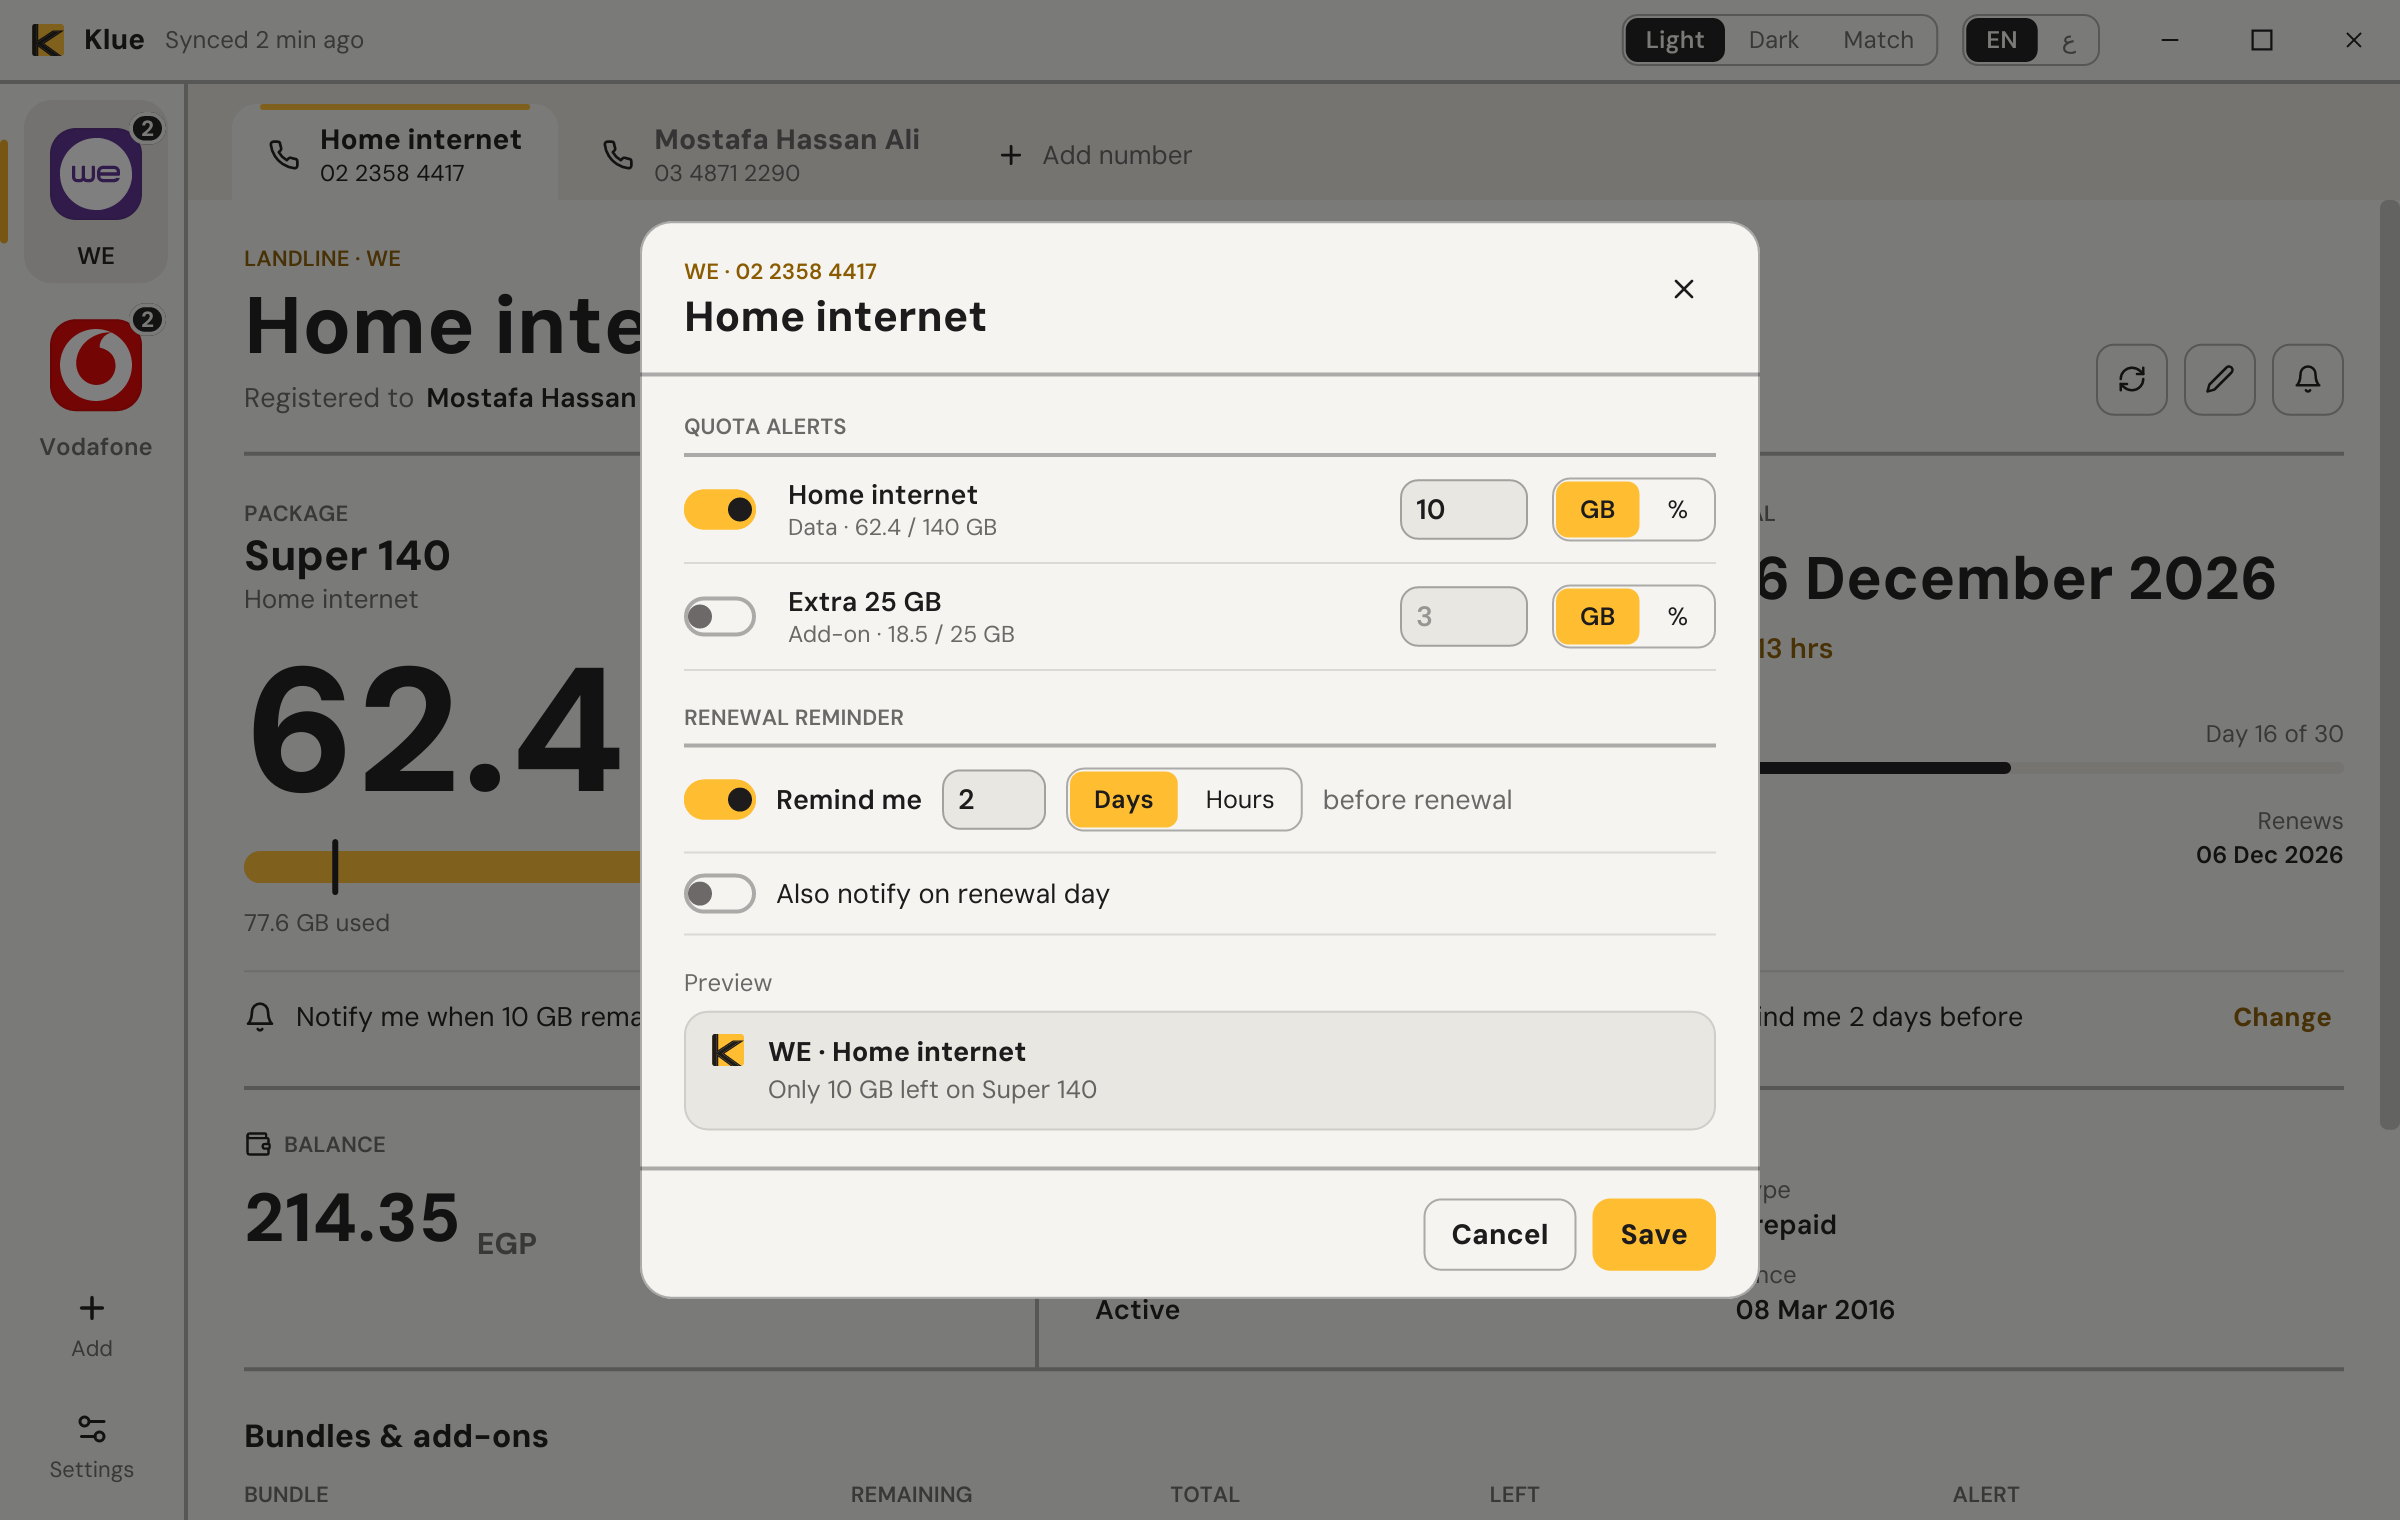 Klue Synced 2 min ago
Light Dark Match EN ع
2
WE
2
Vodafone
Add
Settings
Home internet
02 2358 4417
Mostafa Hassan Ali
03 4871 2290
Add number
LANDLINE · WE
Home inte
Registered to Mostafa Hassan
PACKAGE
Super 140
Home internet
62.4
77.6 GB used
Notify me when 10 GB rema
BALANCE
214.35 EGP
6 December 2026
13 hrs
Day 16 of 30
Renews
06 Dec 2026
ind me 2 days before Change
repaid
Active
08 Mar 2016
Bundles & add-ons
BUNDLE REMAINING TOTAL LEFT ALERT
WE · 02 2358 4417
Home internet
QUOTA ALERTS
Home internet
Data · 62.4 / 140 GB
10 GB %
Extra 25 GB
Add-on · 18.5 / 25 GB
3 GB %
RENEWAL REMINDER
Remind me 2 Days Hours before renewal
Also notify on renewal day
Preview
WE · Home internet
Only 10 GB left on Super 140
Cancel Save